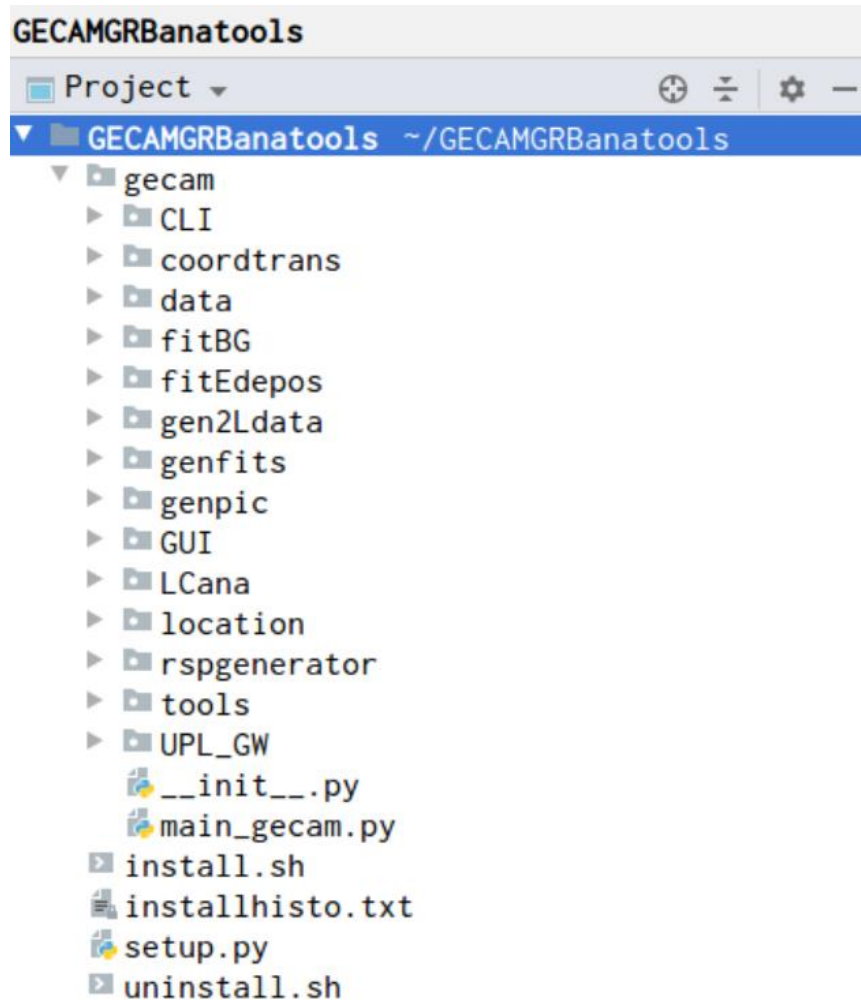 GECAMGRBanatools
Project
GECAMGRBanatools ~/GECAMGRBanatools
gecam
CLI
coordtrans
data
fitBG
fitEdepos
gen2Ldata
genfits
genpic
GUI
LCana
location
rspgenerator
tools
UPL_GW
__init__.py
main_gecam.py
install.sh
installhisto.txt
setup.py
uninstall.sh